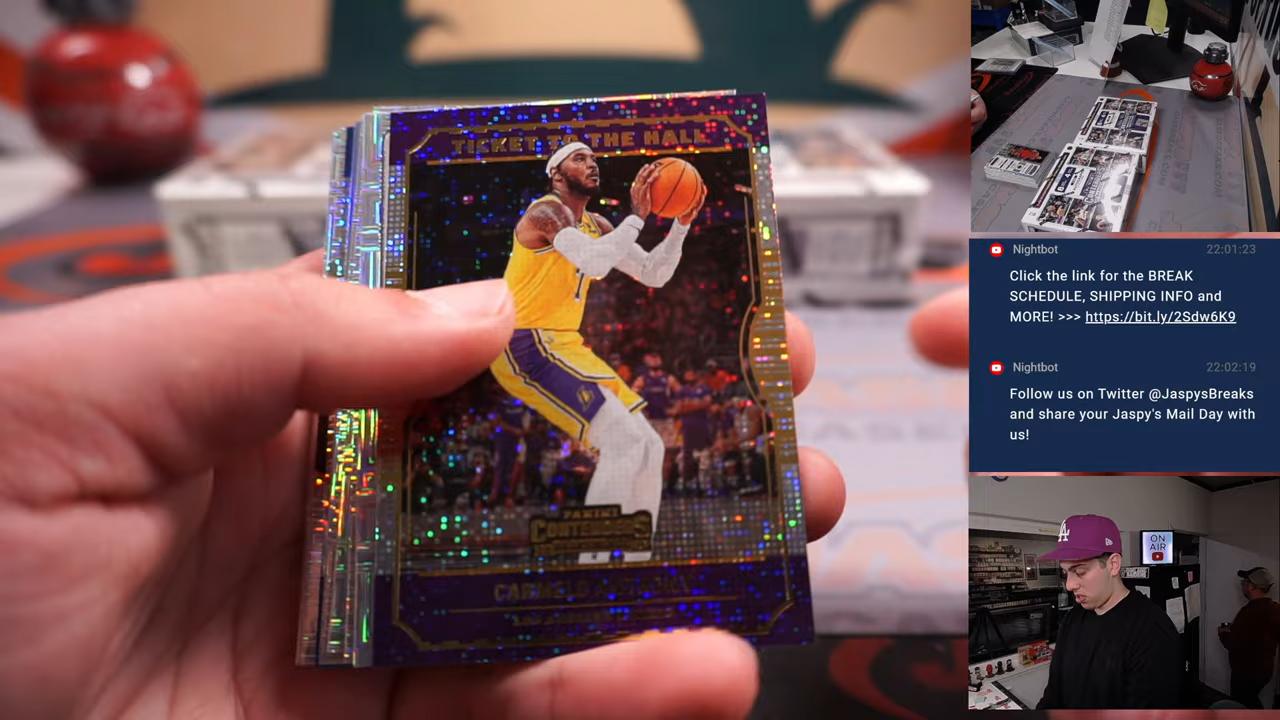 TICKET TO THE HALL
7
PANINI
CONTENDERS
Nightbot 22:01:23
Click the link for the BREAK
SCHEDULE, SHIPPING INFO and
MORE! >>> https://bit.ly/2Sdw6K9
Nightbot 22:02:19
Follow us on Twitter @JaspysBreaks
and share your Jaspy's Mail Day with
us!
LA
ON
AIR